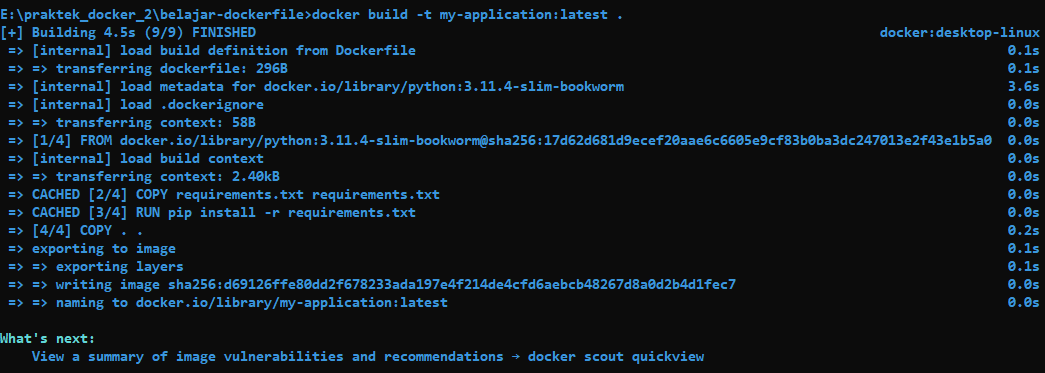 E:\praktek_docker_2\belajar-dockerfile>docker build -t my-application:latest .
[+] Building 4.5s (9/9) FINISHED docker:desktop-linux
=> [internal] load build definition from Dockerfile 0.1s
=> => transferring dockerfile: 296B 0.1s
=> [internal] load metadata for docker.io/library/python:3.11.4-slim-bookworm 3.6s
=> [internal] load .dockerignore 0.0s
=> => transferring context: 58B 0.0s
=> [1/4] FROM docker.io/library/python:3.11.4-slim-bookworm@sha256:17d62d681d9ecef20aae6c6605e9cf83b0ba3dc247013e2f43e1b5a0 0.0s
=> [internal] load build context 0.0s
=> => transferring context: 2.40kB 0.0s
=> CACHED [2/4] COPY requirements.txt requirements.txt 0.0s
=> CACHED [3/4] RUN pip install -r requirements.txt 0.0s
=> [4/4] COPY . . 0.2s
=> exporting to image 0.1s
=> => exporting layers 0.1s
=> => writing image sha256:d69126ffe80dd2f678233ada197e4f214de4cfd6aebcb48267d8a0d2b4d1fec7 0.0s
=> => naming to docker.io/library/my-application:latest 0.0s
What's next:
View a summary of image vulnerabilities and recommendations → docker scout quickview